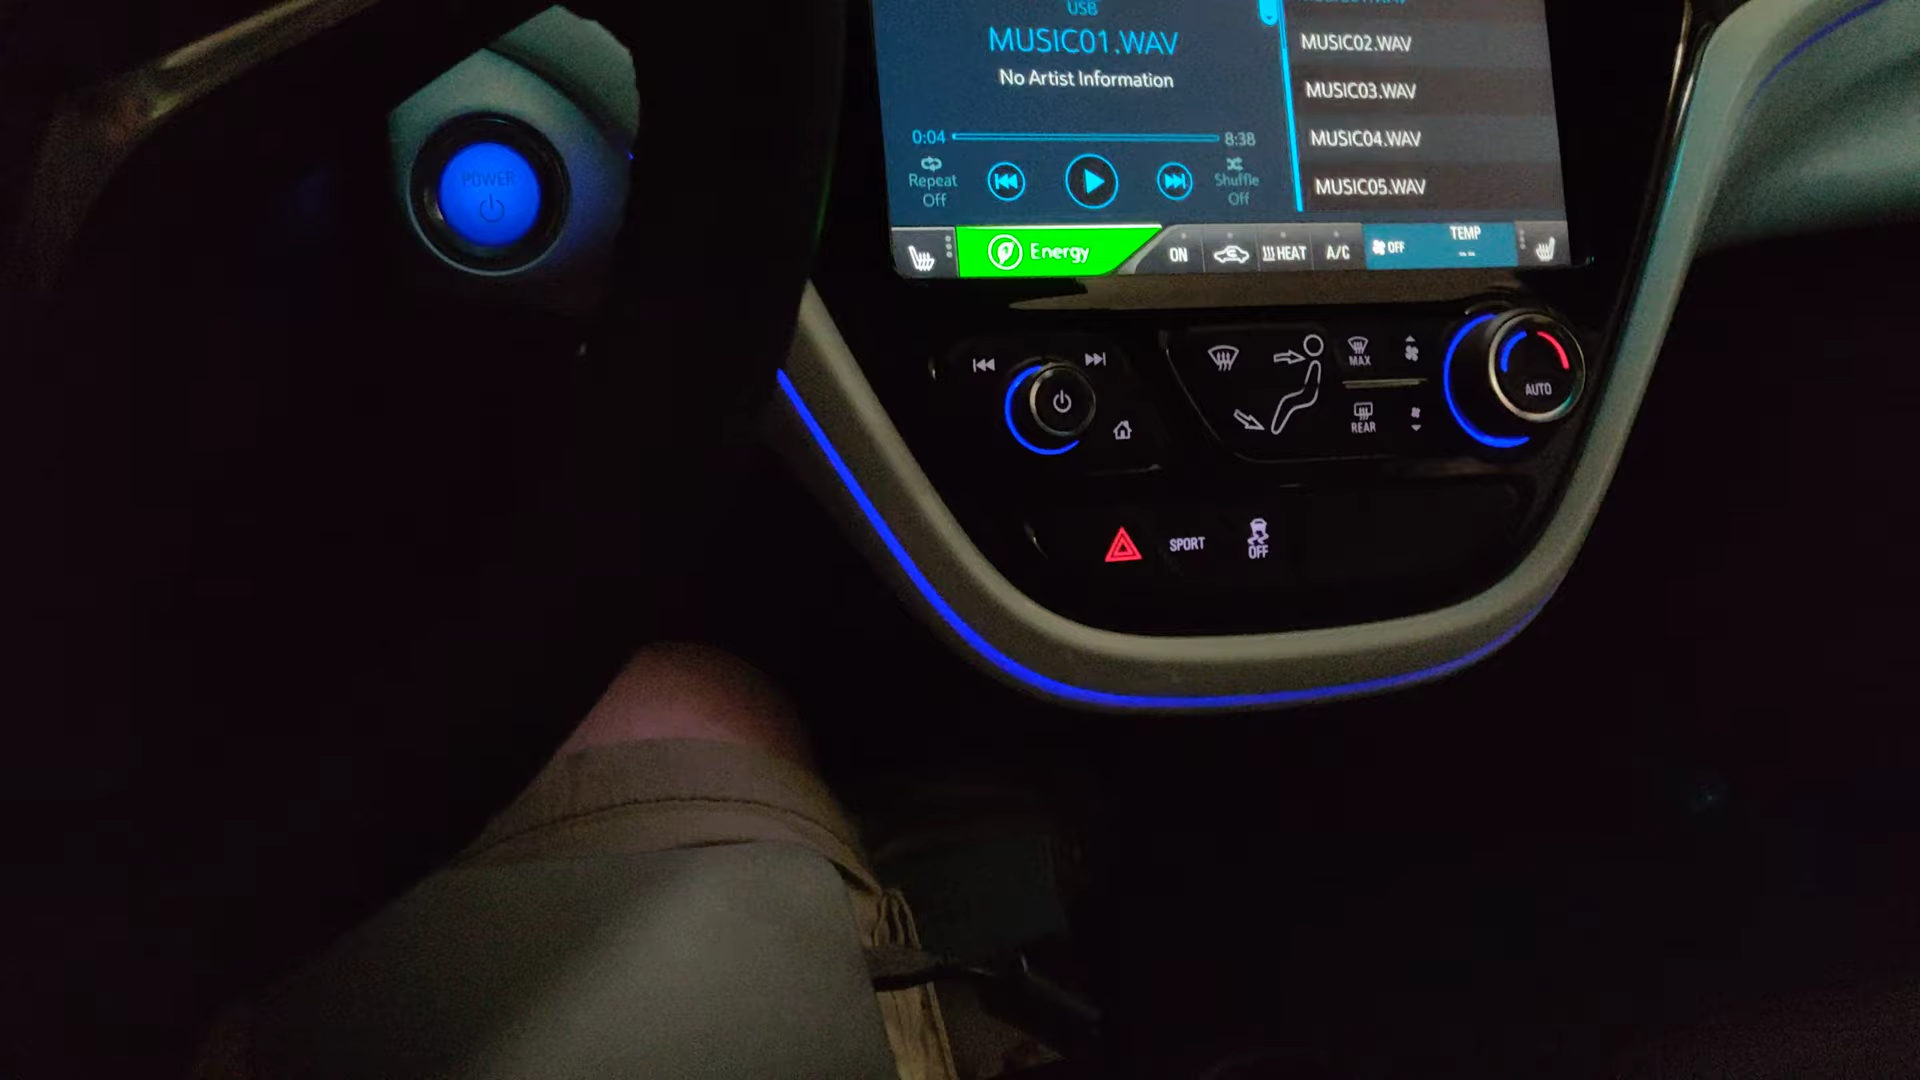 USB
MUSIC01.WAV
No Artist Information
0:04
8:38
Repeat
Off
Shuffle
Off
MUSIC02.WAV
MUSIC03.WAV
MUSIC04.WAV
MUSIC05.WAV
POWER
Energy
ON
HEAT
A/C
OFF
TEMP
--
MAX
REAR
AUTO
SPORT
OFF